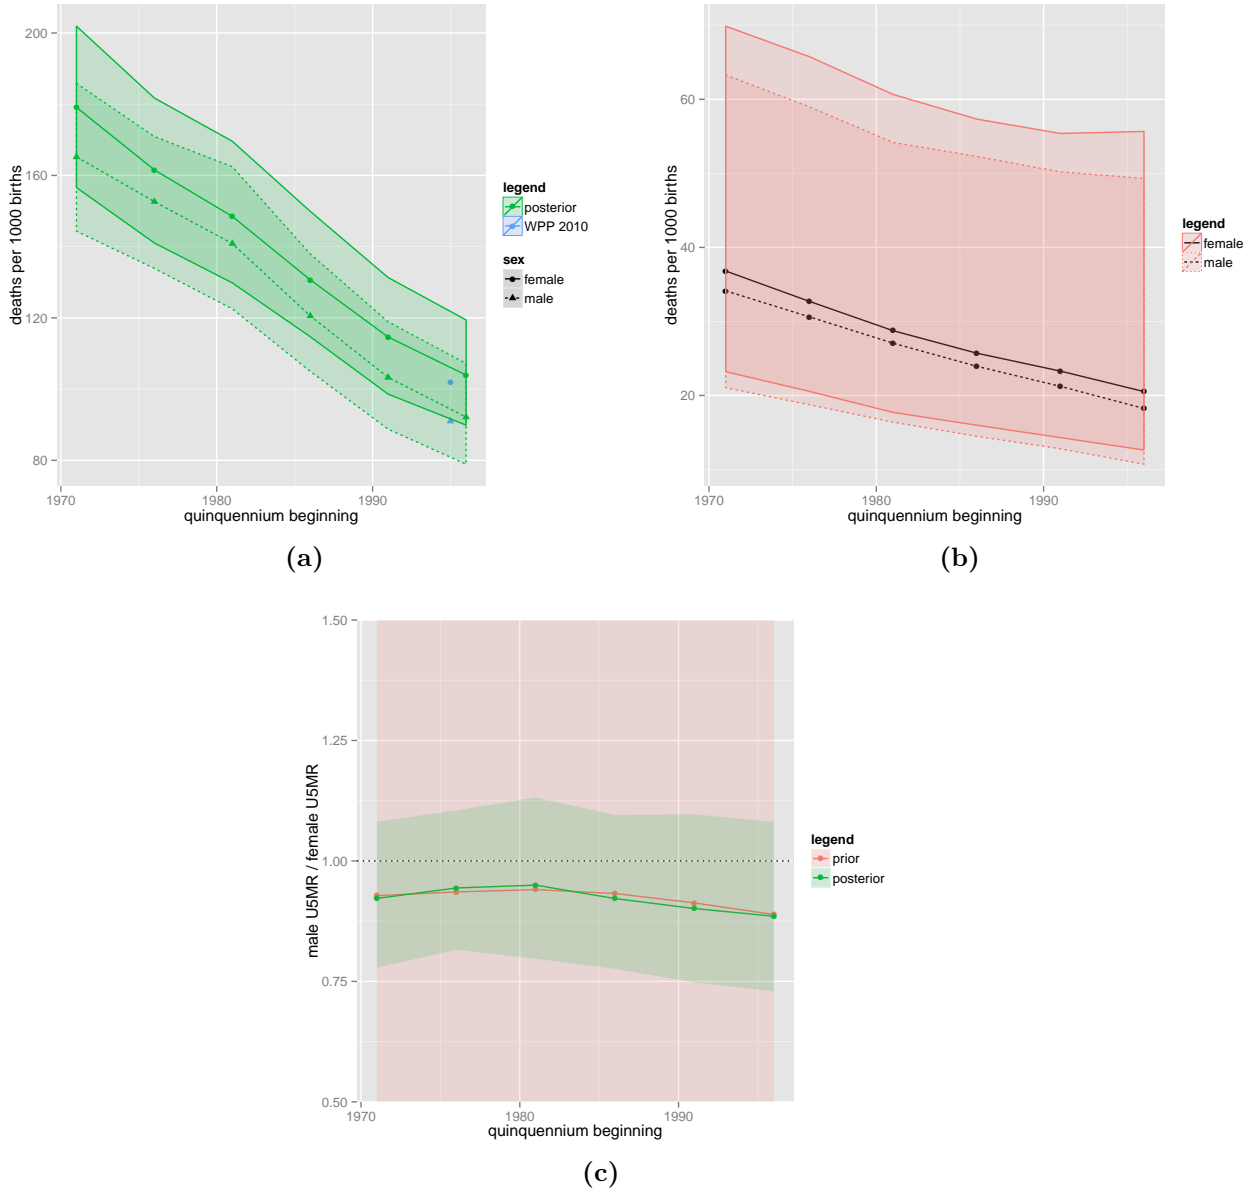 200
160
120
80
1970
1980
1990
deaths per 1000 births
quinquennium beginning
legend
posterior
WPP 2010
sex
female
male
(a)
60
40
20
1970
1980
1990
deaths per 1000 births
quinquennium beginning
legend
female
male
(b)
1.50
1.25
1.00
0.75
0.50
1970
1980
1990
male U5MR / female U5MR
quinquennium beginning
legend
prior
posterior
(c)